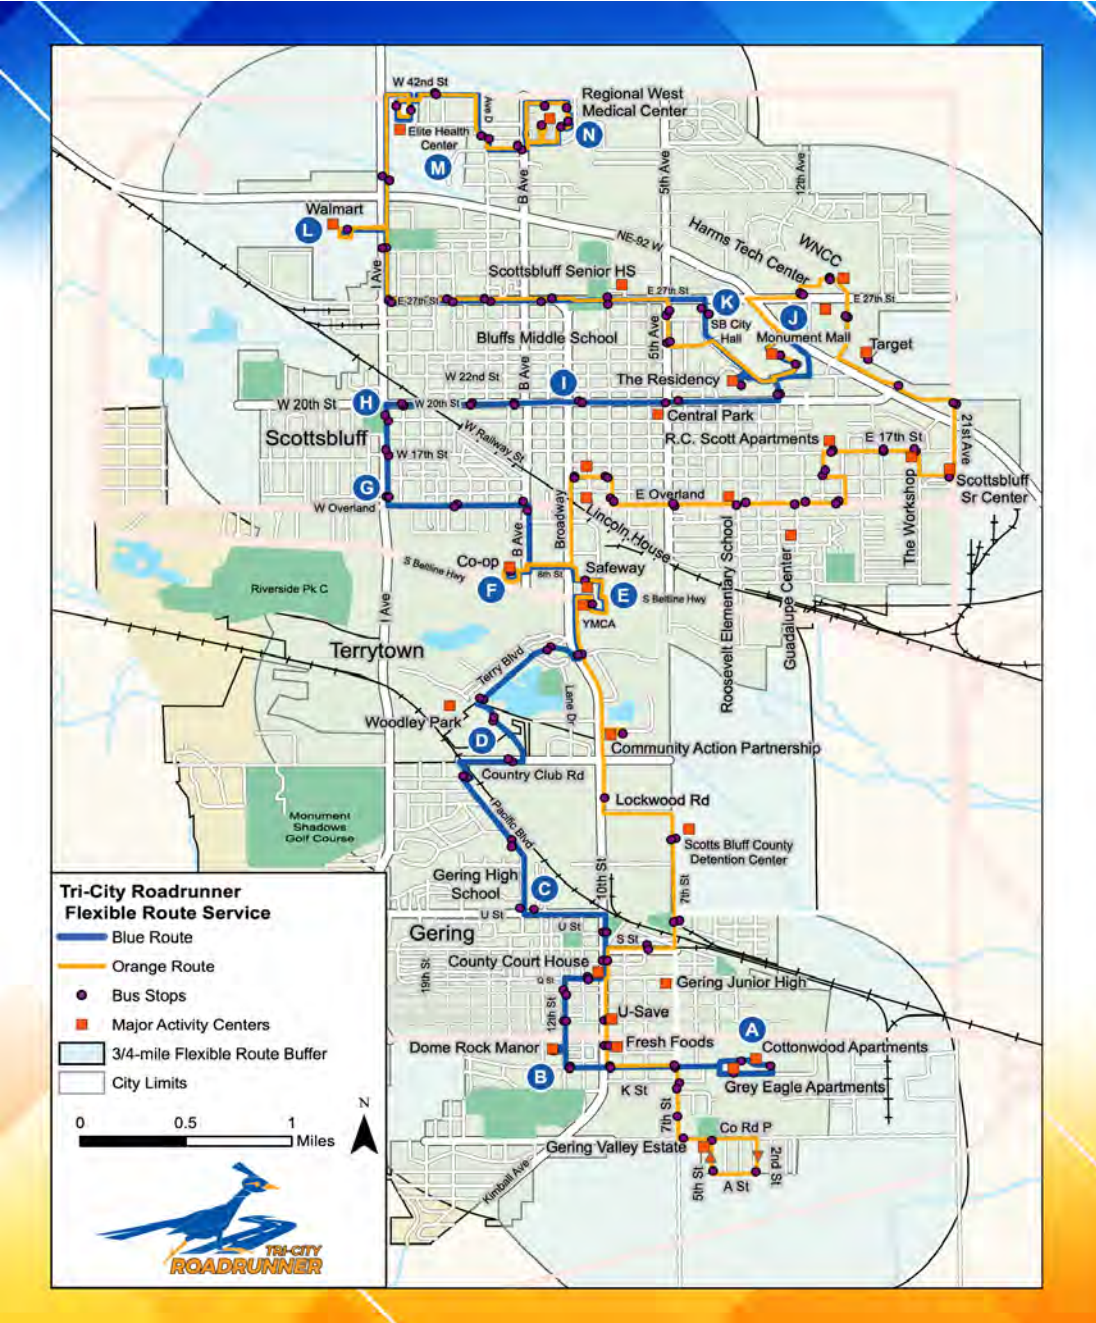 W 42nd St
Ave D
Regional West
Medical Center
Elite Health
Center
N
M
B Ave
5th Ave
12th Ave
Walmart
L
NE-92 W
Harms Tech Center
WNCC
I Ave
Scottsbluff Senior HS
E 27th St
E 27th St
E 27th St
K
J
SB City
Hall
Bluffs Middle School
5th Ave
Monument Mall
Target
W 22nd St
B Ave
I
The Residency
W 20th St
H
W 20th St
Central Park
Scottsbluff
W Railway St
R.C. Scott Apartments
E 17th St
21st Ave
W 17th St
G
W Overland
Broadway
E Overland
Scottsbluff
Sr Center
The Workshop
Lincoln House
B Ave
Co-op
S Beltline Hwy
6th St
Safeway
F
E
S Beltline Hwy
YMCA
Roosevelt Elementary School
Guadalupe Center
Riverside Pk C
I Ave
Terrytown
Terry Blvd
Lane Dr
Woodley Park
D
Community Action Partnership
Country Club Rd
Lockwood Rd
Monument
Shadows
Golf Course
Pacific Blvd
Scotts Bluff County
Detention Center
Gering High
School
C
10th St
7th St
U St
U St
Gering
S St
County Court House
19th St
Q St
Gering Junior High
12th St
U-Save
A
Dome Rock Manor
Fresh Foods
Cottonwood Apartments
B
K St
Grey Eagle Apartments
7th St
Co Rd P
Gering Valley Estate
5th St
2nd St
A St
Kimball Ave
Tri-City Roadrunner
Flexible Route Service
Blue Route
Orange Route
Bus Stops
Major Activity Centers
3/4-mile Flexible Route Buffer
City Limits
N
0 0.5 1
Miles
TRI-CITY
ROADRUNNER